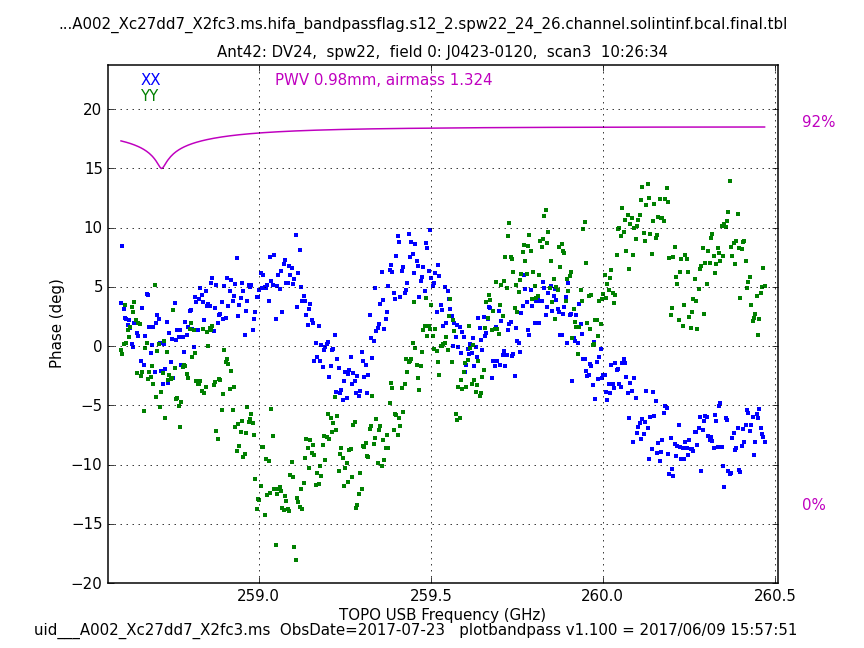 ...A002_Xc27dd7_X2fc3.ms.hifa_bandpassflag.s12_2.spw22_24_26.channel.solintinf.bcal.final.tbl
Ant42: DV24, spw22, field 0: J0423-0120, scan3 10:26:34
XX
PWV 0.98mm, airmass 1.324
YY
20
92%
15
10
5
Phase (deg)
0
−5
−10
0%
−15
−20
259.0
259.5
260.0
260.5
TOPO USB Frequency (GHz)
uid___A002_Xc27dd7_X2fc3.ms ObsDate=2017-07-23 plotbandpass v1.100 = 2017/06/09 15:57:51